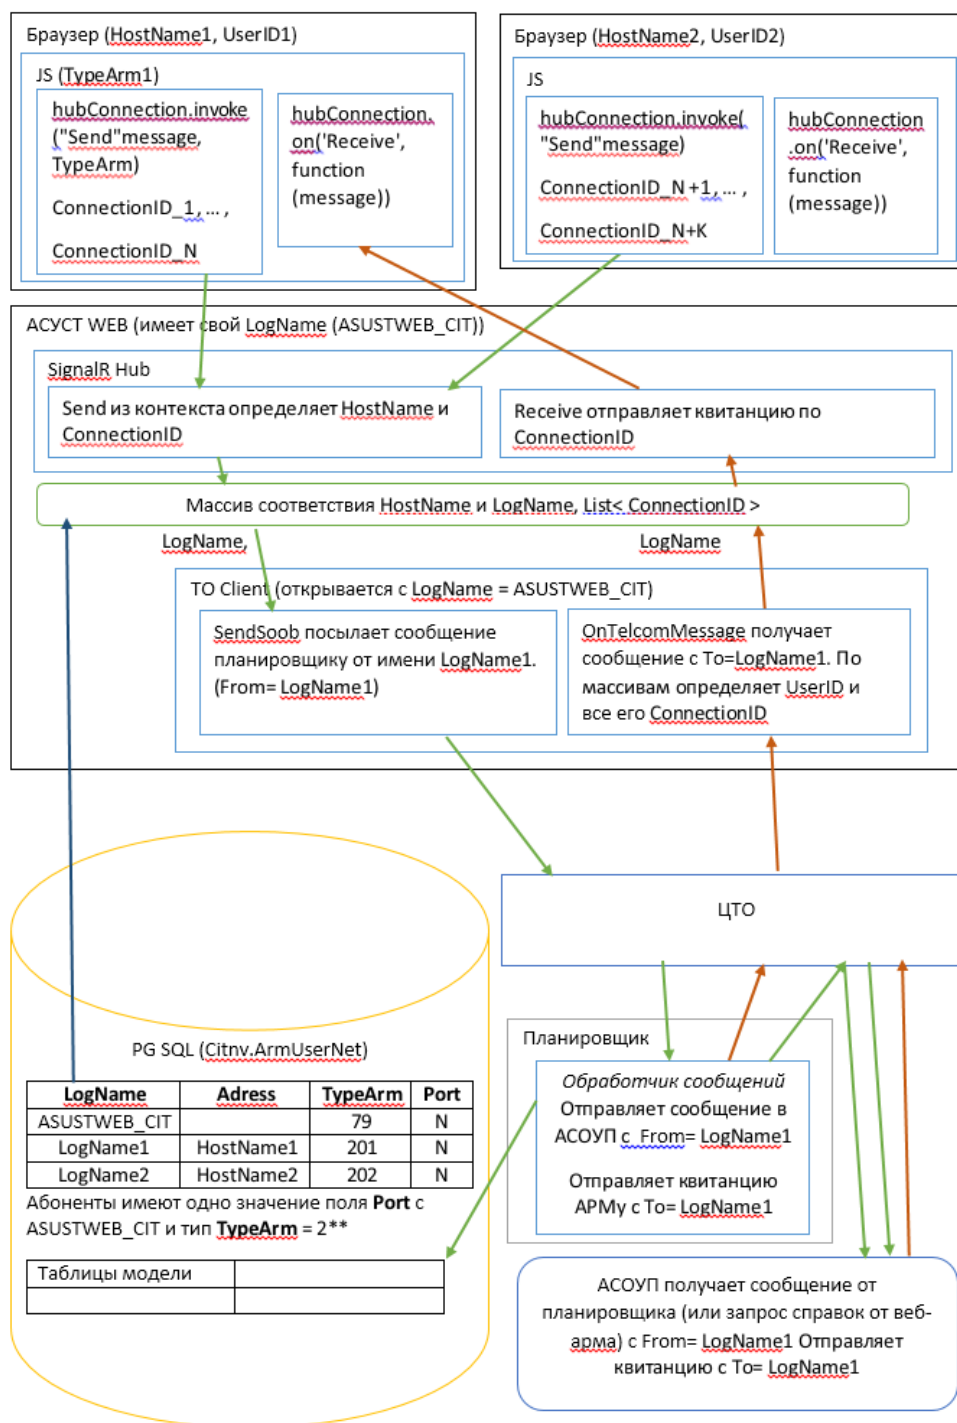 Браузер (HostName1, UserID1)
JS (TypeArm1)
hubConnection.invoke
("Send"message,
TypeArm)
ConnectionID_1, ... ,
ConnectionID_N
hubConnection.
on('Receive',
function
(message))
Браузер (HostName2, UserID2)
JS
hubConnection.invoke(
"Send"message)
ConnectionID_N +1, ... ,
ConnectionID_N+K
hubConnection
.on('Receive',
function
(message))
АСУСТ WEB (имеет свой LogName (ASUSTWEB_CIT))
SignalR Hub
Send из контекста определяет HostName и
ConnectionID
Receive отправляет квитанцию по
ConnectionID
Массив соответствия HostName и LogName, List< ConnectionID >
LogName,
LogName
TO Client (открывается с LogName = ASUSTWEB_CIT)
SendSoob посылает сообщение
планировщику от имени LogName1.
(From= LogName1)
OnTelcomMessage получает
сообщение с To=LogName1. По
массивам определяет UserID и
все его ConnectionID
ЦТО
PG SQL (Citnv.ArmUserNet)
LogName Adress TypeArm Port
ASUSTWEB_CIT 79 N
LogName1 HostName1 201 N
LogName2 HostName2 202 N
Абоненты имеют одно значение поля Port с
ASUSTWEB_CIT и тип TypeArm = 2**
Таблицы модели
Планировщик
Обработчик сообщений
Отправляет сообщение в
АСОУП с From= LogName1
Отправляет квитанцию
АРМу с To= LogName1
АСОУП получает сообщение от
планировщика (или запрос справок от веб-
арма) с From= LogName1 Отправляет
квитанцию с To= LogName1